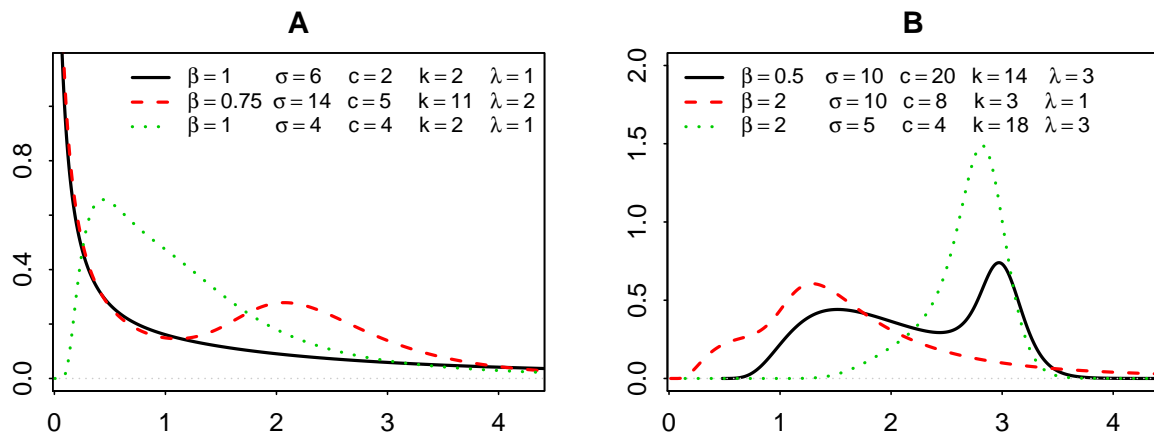 A
β = 1 σ = 6 c = 2 k = 2 λ = 1
β = 0.75 σ = 14 c = 5 k = 11 λ = 2
β = 1 σ = 4 c = 4 k = 2 λ = 1
0.8
0.4
0.0
0 1 2 3 4
B
β = 0.5 σ = 10 c = 20 k = 14 λ = 3
β = 2 σ = 10 c = 8 k = 3 λ = 1
β = 2 σ = 5 c = 4 k = 18 λ = 3
2.0
1.5
1.0
0.5
0.0
0 1 2 3 4